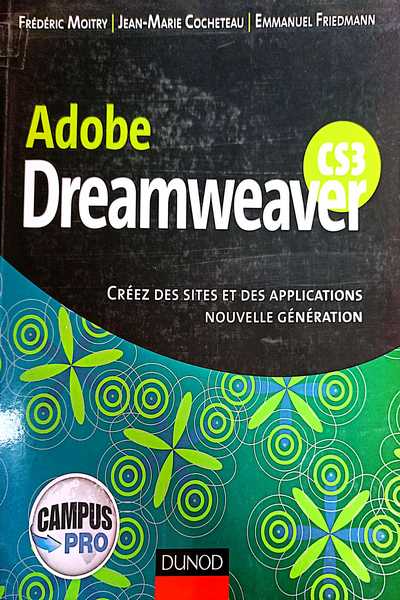 FRÉDÉRIC MOITRY | JEAN-MARIE COCHETEAU | EMMANUEL FRIEDMANN
Adobe
CS3
Dreamweaver
CRÉEZ DES SITES ET DES APPLICATIONS
NOUVELLE GÉNÉRATION
CAMPUS
PRO
DUNOD